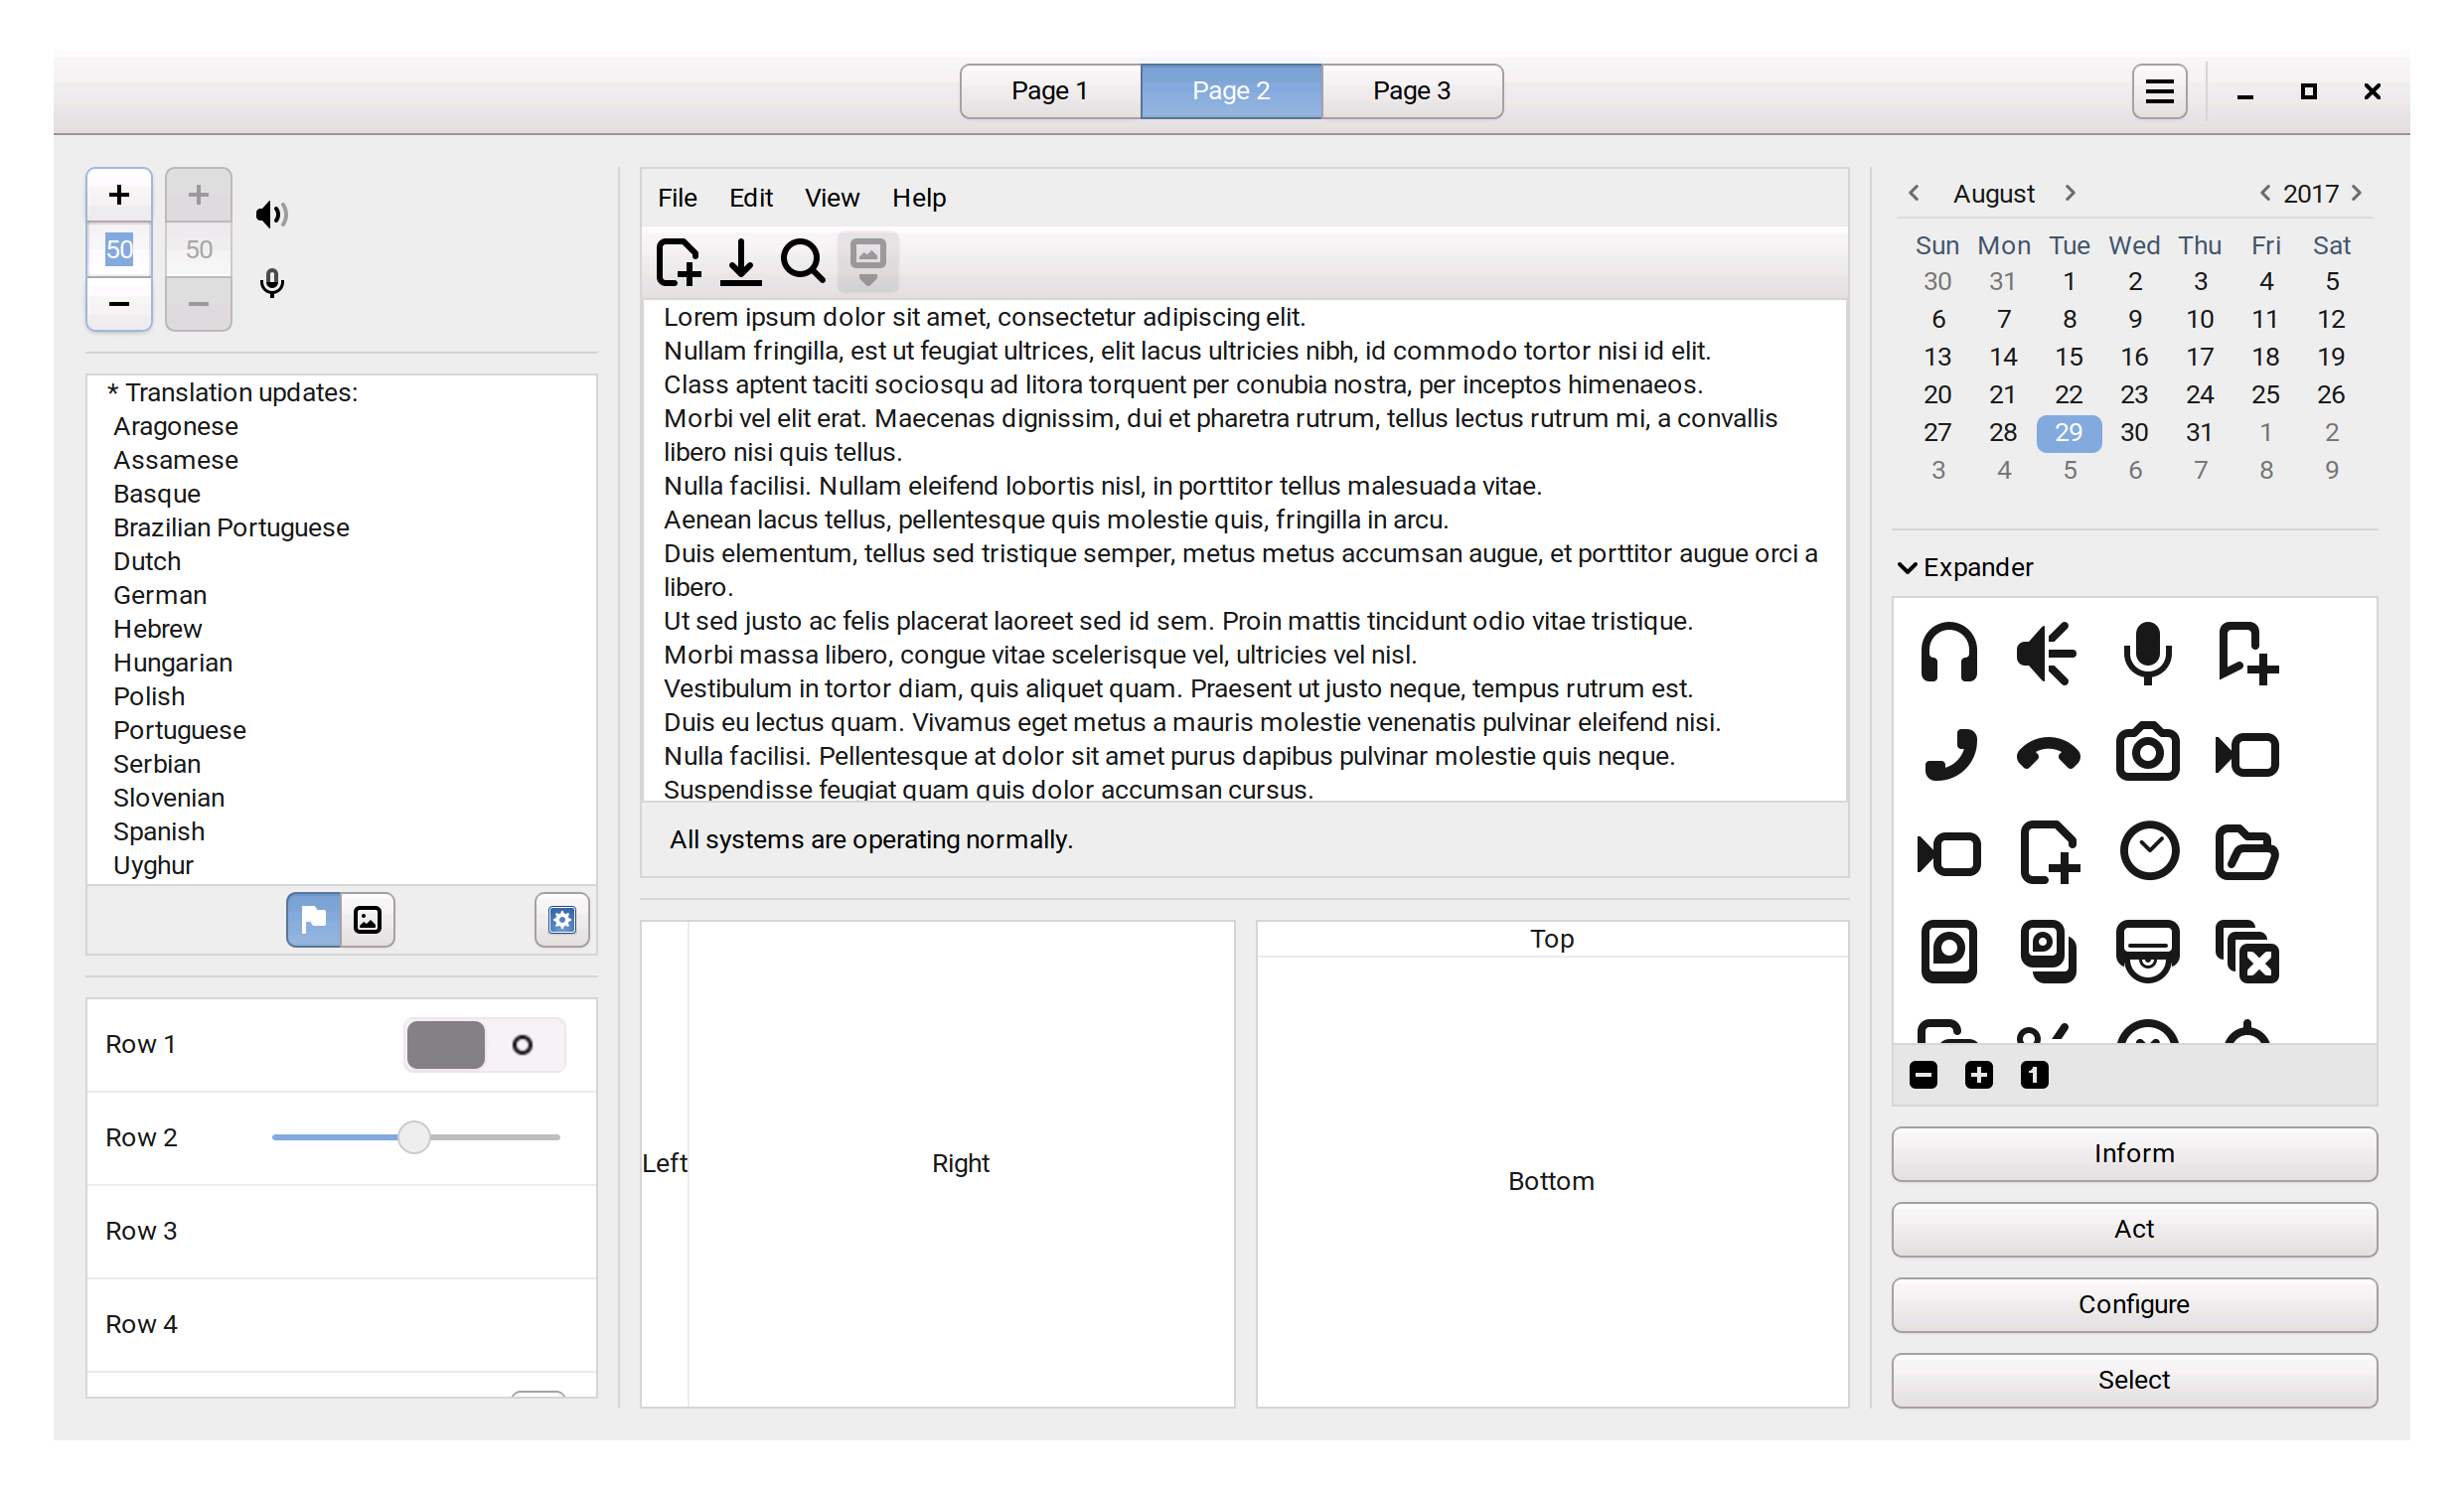 Page 1 Page 2 Page 3
50 50
* Translation updates:
Aragonese
Assamese
Basque
Brazilian Portuguese
Dutch
German
Hebrew
Hungarian
Polish
Portuguese
Serbian
Slovenian
Spanish
Uyghur
Row 1
Row 2
Row 3
Row 4
File Edit View Help
Lorem ipsum dolor sit amet, consectetur adipiscing elit.
Nullam fringilla, est ut feugiat ultrices, elit lacus ultricies nibh, id commodo tortor nisi id elit.
Class aptent taciti sociosqu ad litora torquent per conubia nostra, per inceptos himenaeos.
Morbi vel elit erat. Maecenas dignissim, dui et pharetra rutrum, tellus lectus rutrum mi, a convallis
libero nisi quis tellus.
Nulla facilisi. Nullam eleifend lobortis nisl, in porttitor tellus malesuada vitae.
Aenean lacus tellus, pellentesque quis molestie quis, fringilla in arcu.
Duis elementum, tellus sed tristique semper, metus metus accumsan augue, et porttitor augue orci a
libero.
Ut sed justo ac felis placerat laoreet sed id sem. Proin mattis tincidunt odio vitae tristique.
Morbi massa libero, congue vitae scelerisque vel, ultricies vel nisl.
Vestibulum in tortor diam, quis aliquet quam. Praesent ut justo neque, tempus rutrum est.
Duis eu lectus quam. Vivamus eget metus a mauris molestie venenatis pulvinar eleifend nisi.
Nulla facilisi. Pellentesque at dolor sit amet purus dapibus pulvinar molestie quis neque.
Suspendisse feugiat quam quis dolor accumsan cursus.
All systems are operating normally.
Left Right
Top
Bottom
August 2017
Sun Mon Tue Wed Thu Fri Sat
30 31 1 2 3 4 5
6 7 8 9 10 11 12
13 14 15 16 17 18 19
20 21 22 23 24 25 26
27 28 29 30 31 1 2
3 4 5 6 7 8 9
Expander
1
Inform
Act
Configure
Select